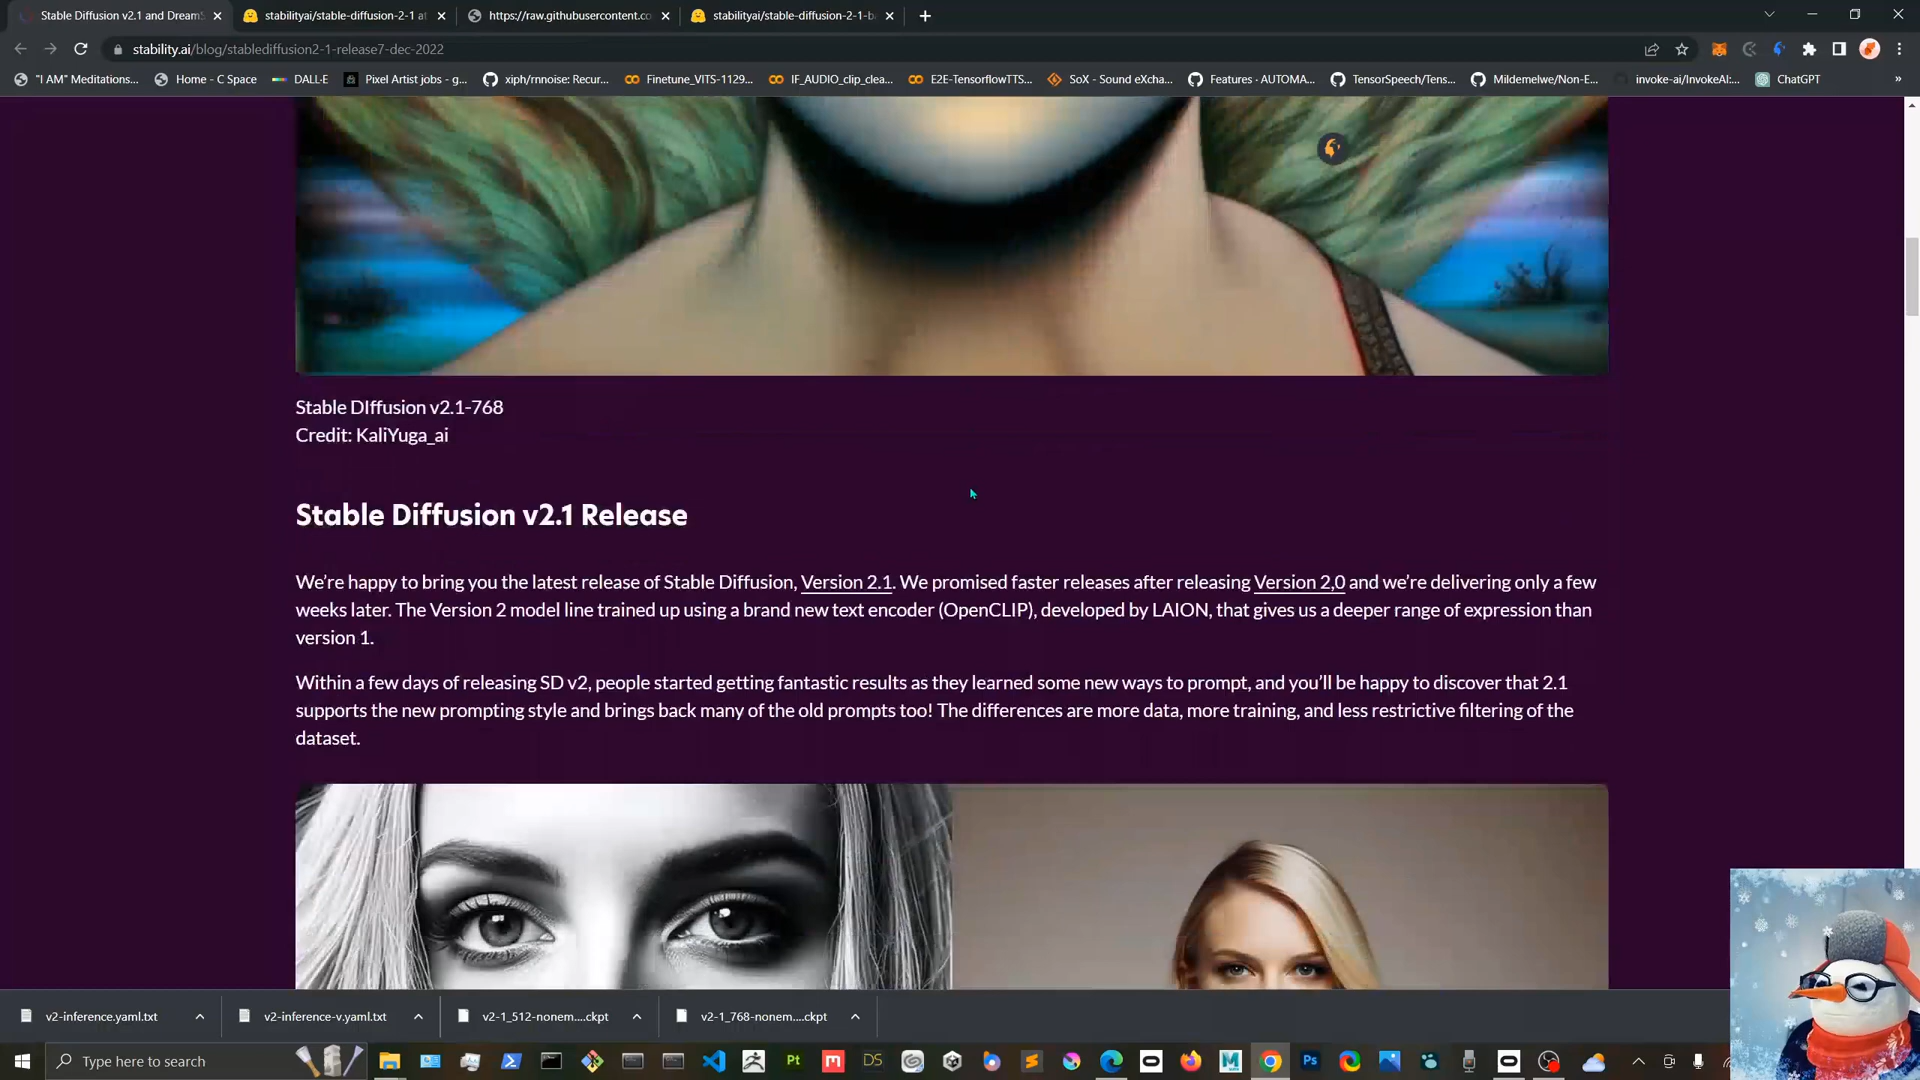 Stable Diffusion v2.1 and DreamS
stabilityai/stable-diffusion-2-1 at
https://raw.githubusercontent.co
stabilityai/stable-diffusion-2-1-b
stability.ai/blog/stablediffusion2-1-release7-dec-2022
"I AM" Meditations...
Home - C Space
DALL·E
Pixel Artist jobs - g...
xiph/rnnoise: Recur...
Finetune_VITS-1129...
IF_AUDIO_clip_clea...
E2E-TensorflowTTS...
SoX - Sound eXcha...
Features · AUTOMA...
TensorSpeech/Tens...
Mildemelwe/Non-E...
invoke-ai/InvokeAI:...
ChatGPT
»
Stable DIffusion v2.1-768
Credit: KaliYuga_ai
Stable Diffusion v2.1 Release
We're happy to bring you the latest release of Stable Diffusion, Version 2.1. We promised faster releases after releasing Version 2,0 and we're delivering only a few
weeks later. The Version 2 model line trained up using a brand new text encoder (OpenCLIP), developed by LAION, that gives us a deeper range of expression than
version 1.
Within a few days of releasing SD v2, people started getting fantastic results as they learned some new ways to prompt, and you'll be happy to discover that 2.1
supports the new prompting style and brings back many of the old prompts too! The differences are more data, more training, and less restrictive filtering of the
dataset.
v2-inference.yaml.txt
v2-inference-v.yaml.txt
v2-1_512-nonem....ckpt
v2-1_768-nonem....ckpt
Type here to search
Pt
M
DS
Ps